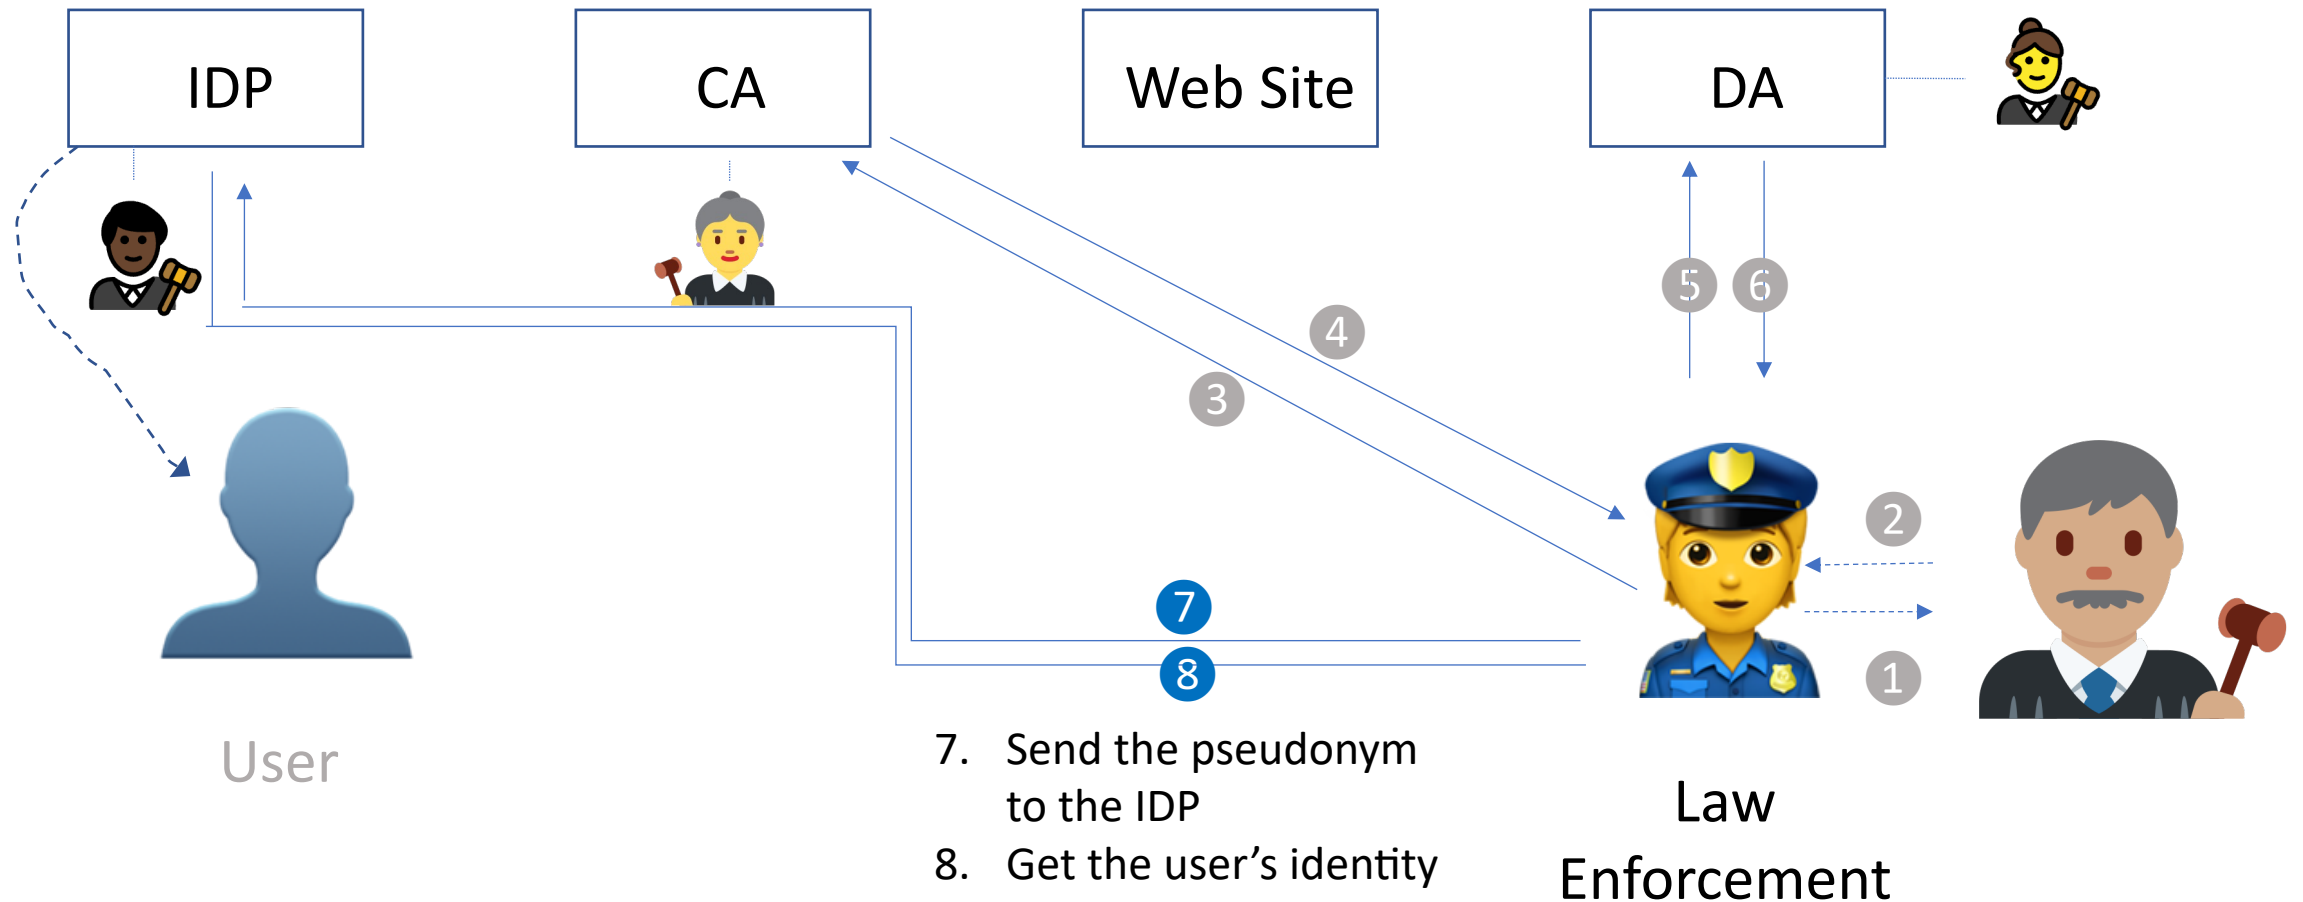 IDP
CA
Web Site
DA
5
6
4
3
2
7
1
8
User
7. Send the pseudonym
to the IDP
8. Get the user’s identity
Law
Enforcement